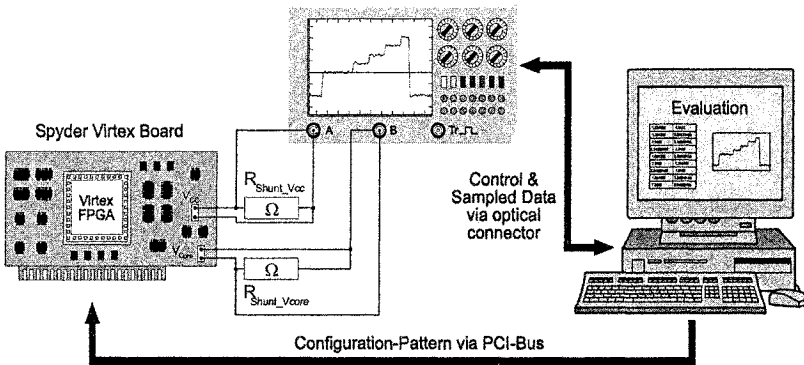 A
B
Tr
Spyder Virtex Board
Virtex
FPGA
Vcc
VCore
RShunt_Vcc
Ω
Ω
RShunt_Vcore
Control &
Sampled Data
via optical
connector
Evaluation
Configuration-Pattern via PCI-Bus